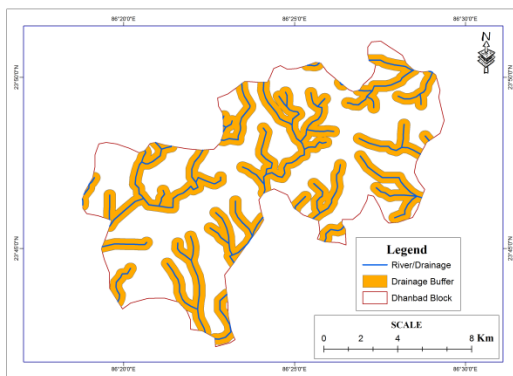 86°20'0"E 86°25'0"E 86°30'0"E
N
23°50'0"N 23°50'0"N
23°45'0"N 23°45'0"N
Legend
River/Drainage
Drainage Buffer
Dhanbad Block
SCALE
0 2 4 6 8 Km
86°20'0"E 86°25'0"E 86°30'0"E